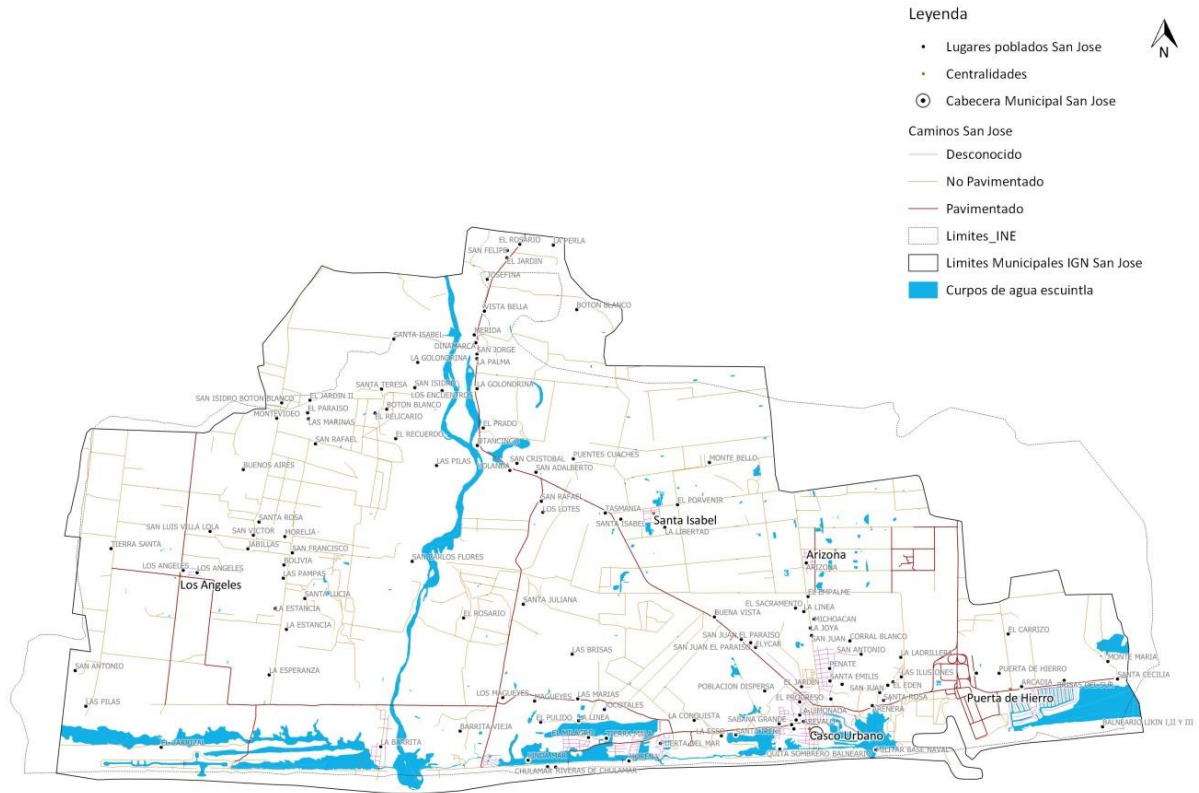 Leyenda
Lugares poblados San Jose
Centralidades
Cabecera Municipal San Jose
N
Caminos San Jose
Desconocido
No Pavimentado
Pavimentado
Limites_INE
Limites Municipales IGN San Jose
Curpos de agua escuintla
EL ROSARIO
LA PERLA
SAN FELIPE
EL JARDIN
JOSEFINA
VISTA BELLA
BOTON BLANCO
MERIDA
SANTA ISABEL
DINAMARCA
SAN JORGE
LA GOLONDRINA
LA PALMA
SANTA TERESA
SAN ISIDRO
LA GOLONDRINA
LOS ENCUENTROS
SAN ISIDRO BOTON BLANCO
EL JARDIN II
BOTON BLANCO
MONTEVIDEO
EL PARAISO
EL RELICARIO
LAS MARINAS
EL PRADO
EL RECUERDO
SAN RAFAEL
OTANCINGO
BUENOS AIRES
LAS PILAS
SAN CRISTOBAL
PUENTES CUACHES
MONTE BELLO
SAN ADALBERTO
SAN RAFAEL
LOS LOTES
TASMANIA
EL PORVENIR
SANTA ISABEL
Santa Isabel
LA LIBERTAD
SANTA ROSA
SAN LUIS VILLA LOLA
SAN VICTOR
MORELIA
TIERRA SANTA
JABILLAS
SAN FRANCISCO
SAN CARLOS FLORES
Arizona
ARIZONA
BOLIVIA
LOS ANGELES
LOS ANGELES
Los Angeles
LAS PAMPAS
SANTA LUCIA
LA ESTANCIA
LA ESTANCIA
EL ROSARIO
SANTA JULIANA
EL EMPALME
EL SACRAMENTO
LA LINEA
BUENA VISTA
MICHOACAN
LA JOYA
SAN JUAN EL PARAISO
SAN JUAN
CORRAL BLANCO
EL CARRIZO
SAN JUAN EL PARAISO
ELYCAR
SAN ANTONIO
LA LADRILLERA
LAS BRISAS
SAN ANTONIO
LA ESPERANZA
PENATE
MONTE MARIA
PUERTA DE HIERRO
SANTA EMILIS
LAS ILUSIONES
SANTA CECILIA
POBLACION DISPERSA
EL JARDIN
SAN JUAN
EL EDEN
ARCADIA
LOS MAGUEYES
MAGUEYES
LAS MARIAS
EL PROGRESO
SANTA ROSA
Puerta de Hierro
LAS PILAS
JOCOTALES
LA LIMONADA
ARENERA
EL PULIDO
LA LINEA
LA CONQUISTA
SABANA GRANDE
AREVALO
BALNEARIO LIKIN I,II Y III
BARRITA VIEJA
LA ESSO
Casco Urbano
LA BARRITA
PUERTA DEL MAR
MILITAR BASE NAVAL
CHULAMAR
RIVERAS DE CHULAMAR